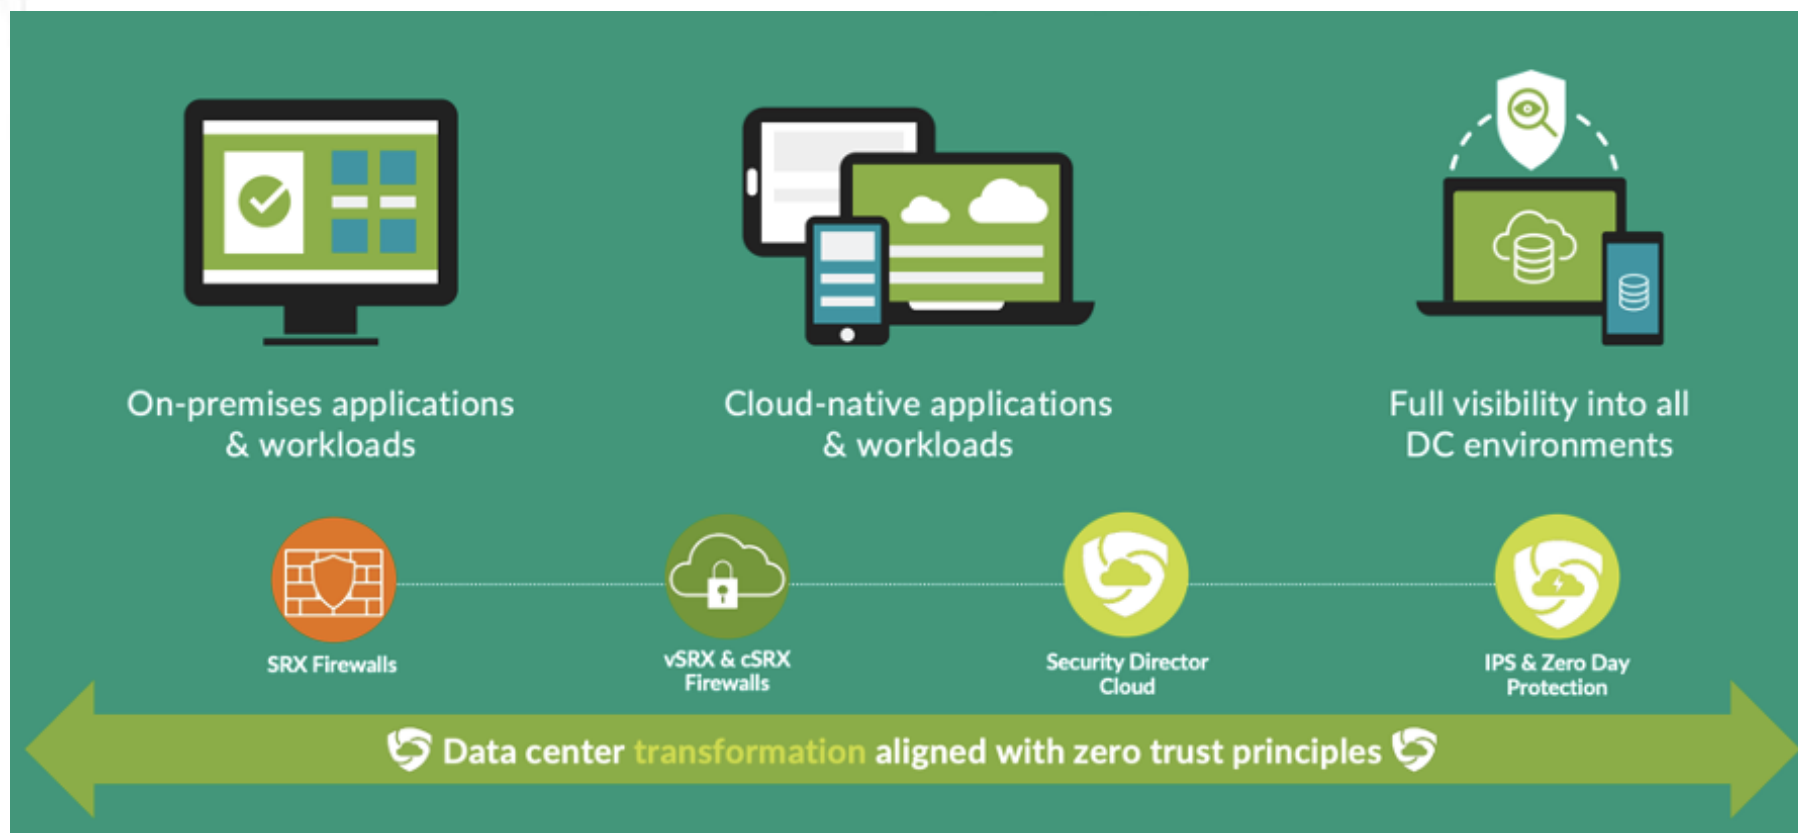 On-premises applications
& workloads
Cloud-native applications
& workloads
Full visibility into all
DC environments
SRX Firewalls
vSRX & cSRX
Firewalls
Security Director
Cloud
IPS & Zero Day
Protection
Data center transformation aligned with zero trust principles